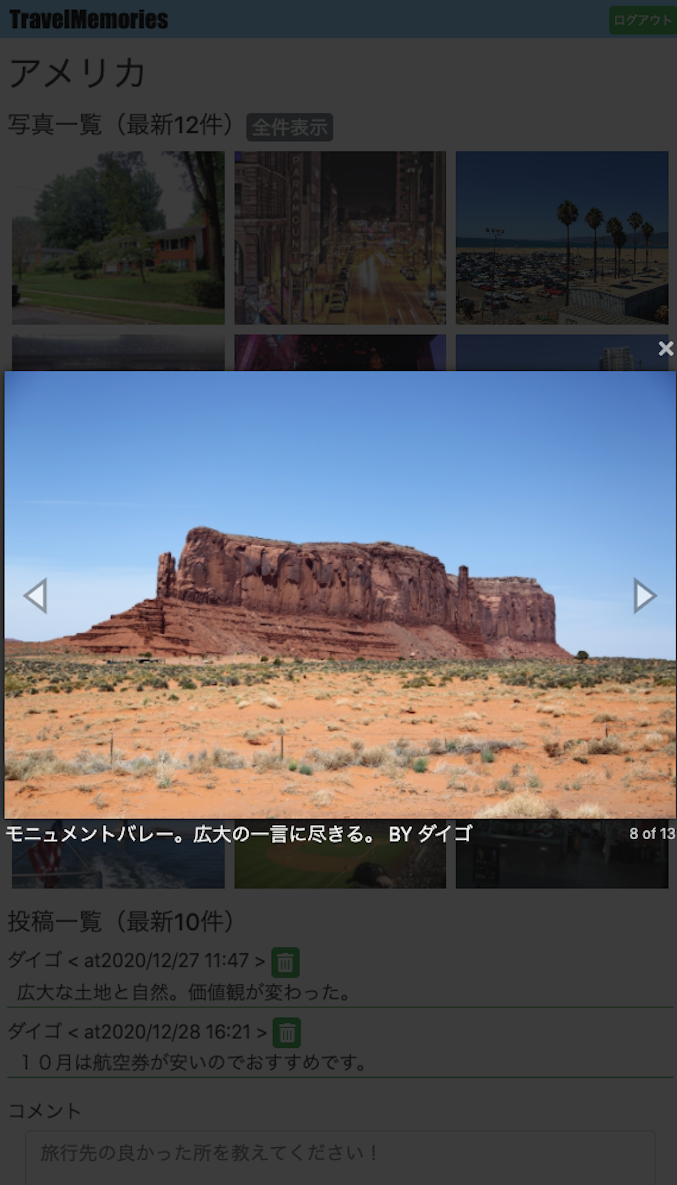 TravelMemories
ログアウト
アメリカ
写真一覧（最新12件） 全件表示
モニュメントバレー。広大の一言に尽きる。 BY ダイゴ
8 of 13
投稿一覧（最新10件）
ダイゴ < at2020/12/27 11:47 >
広大な土地と自然。価値観が変わった。
ダイゴ < at2020/12/28 16:21 >
１０月は航空券が安いのでおすすめです。
コメント
旅行先の良かった所を教えてください！